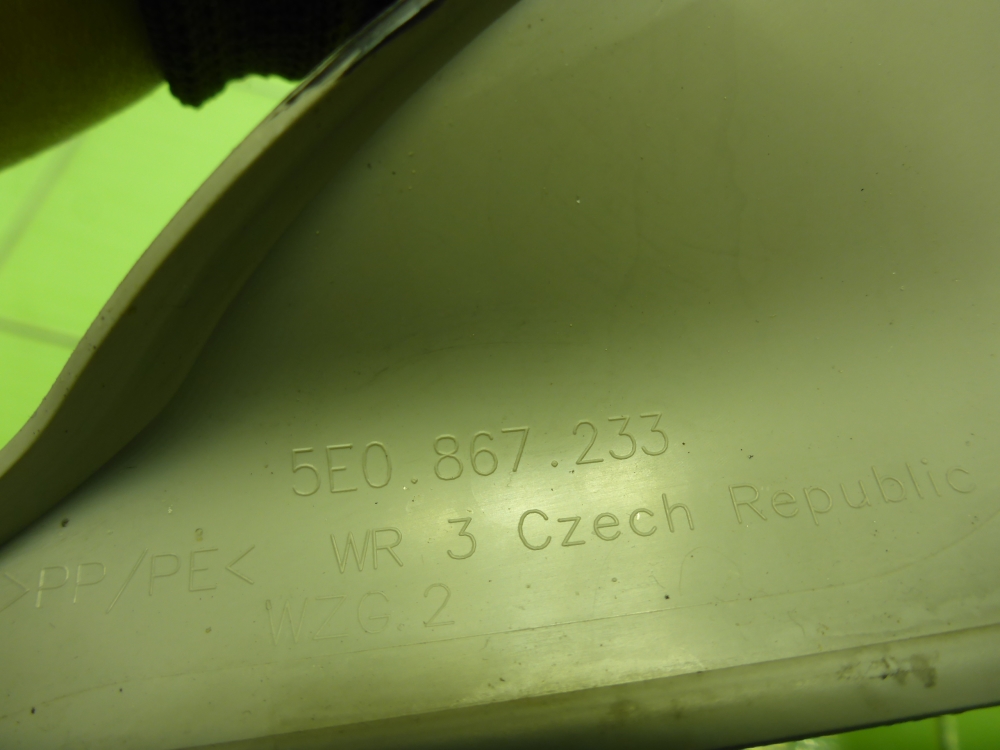 5E0.867.233
>PP/PE< WR 3 Czech Republic
WZG.2